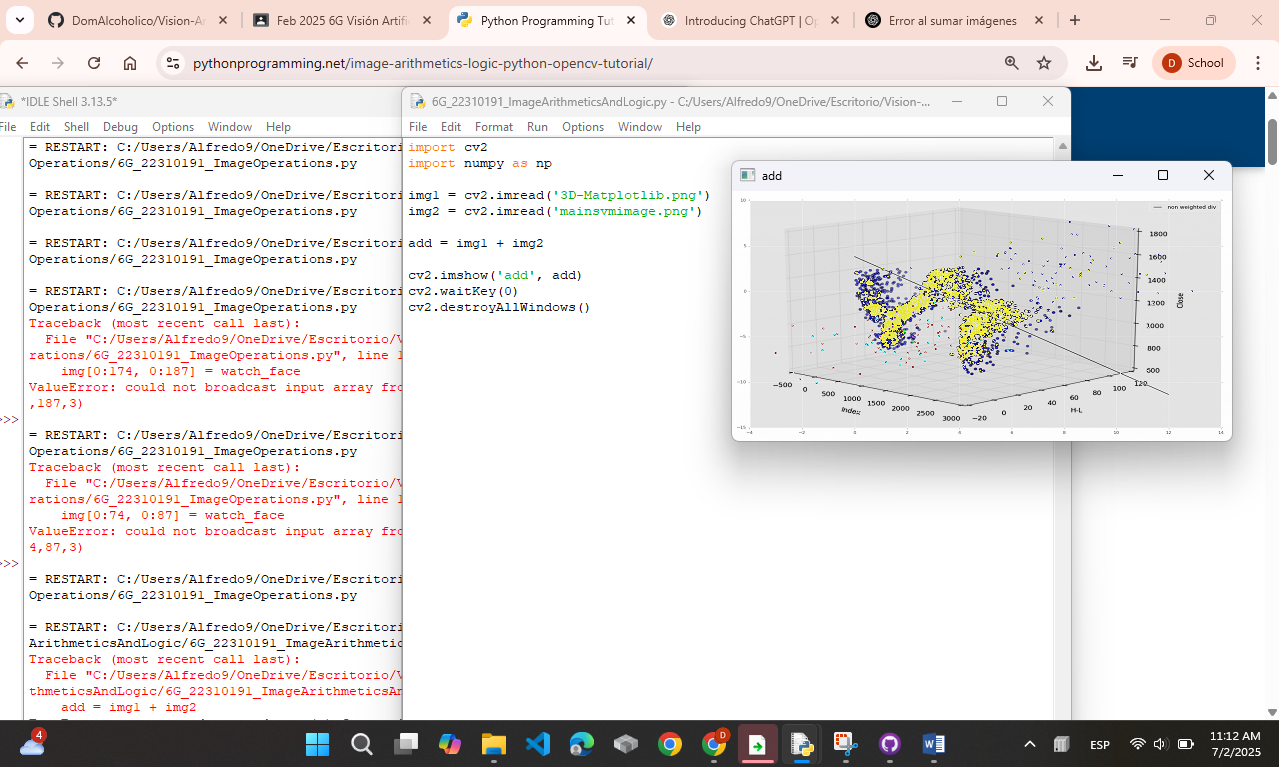 DomAlcoholico/Vision-Ar
Feb 2025 6G Visión Artific
Python Programming Tut
Introducing ChatGPT | Op
Error al sumar imágenes
pythonprogramming.net/image-arithmetics-logic-python-opencv-tutorial/
D School
*IDLE Shell 3.13.5*
File Edit Shell Debug Options Window Help
= RESTART: C:/Users/Alfredo9/OneDrive/Escritori
Operations/6G_22310191_ImageOperations.py
= RESTART: C:/Users/Alfredo9/OneDrive/Escritori
Operations/6G_22310191_ImageOperations.py
= RESTART: C:/Users/Alfredo9/OneDrive/Escritori
Operations/6G_22310191_ImageOperations.py
= RESTART: C:/Users/Alfredo9/OneDrive/Escritori
Operations/6G_22310191_ImageOperations.py
Traceback (most recent call last):
File "C:/Users/Alfredo9/OneDrive/Escritorio/V
rations/6G_22310191_ImageOperations.py", line 1
img[0:174, 0:187] = watch_face
ValueError: could not broadcast input array fro
,187,3)
>>>
= RESTART: C:/Users/Alfredo9/OneDrive/Escritori
Operations/6G_22310191_ImageOperations.py
Traceback (most recent call last):
File "C:/Users/Alfredo9/OneDrive/Escritorio/V
rations/6G_22310191_ImageOperations.py", line 1
img[0:74, 0:87] = watch_face
ValueError: could not broadcast input array fro
4,87,3)
>>>
= RESTART: C:/Users/Alfredo9/OneDrive/Escritori
Operations/6G_22310191_ImageOperations.py
= RESTART: C:/Users/Alfredo9/OneDrive/Escritori
ArithmeticsAndLogic/6G_22310191_ImageArithmetic
Traceback (most recent call last):
File "C:/Users/Alfredo9/OneDrive/Escritorio/V
thmeticsAndLogic/6G_22310191_ImageArithmeticsAn
add = img1 + img2
6G_22310191_ImageArithmeticsAndLogic.py - C:/Users/Alfredo9/OneDrive/Escritorio/Vision-...
File Edit Format Run Options Window Help
import cv2
import numpy as np
img1 = cv2.imread('3D-Matplotlib.png')
img2 = cv2.imread('mainsvmimage.png')
add = img1 + img2
cv2.imshow('add', add)
cv2.waitKey(0)
cv2.destroyAllWindows()
add
non weighted div
10
5
0
−5
−10
−15
1800
1600
1400
1200
1000
800
600
Close
−500 0 500 1000 1500 2000 2500 3000
Index
−20 0 20 40 60 80 100 120
H-L
−4 −2 0 2 4 6 8 10 12 14
4
D
ESP
11:12 AM
7/2/2025